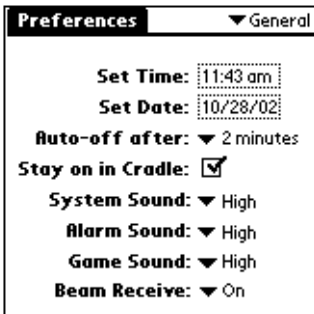 Preferences General
Set Time: 11:43 am
Set Date: 10/28/02
Auto-off after: 2 minutes
Stay on in Cradle:
System Sound: High
Alarm Sound: High
Game Sound: High
Beam Receive: On